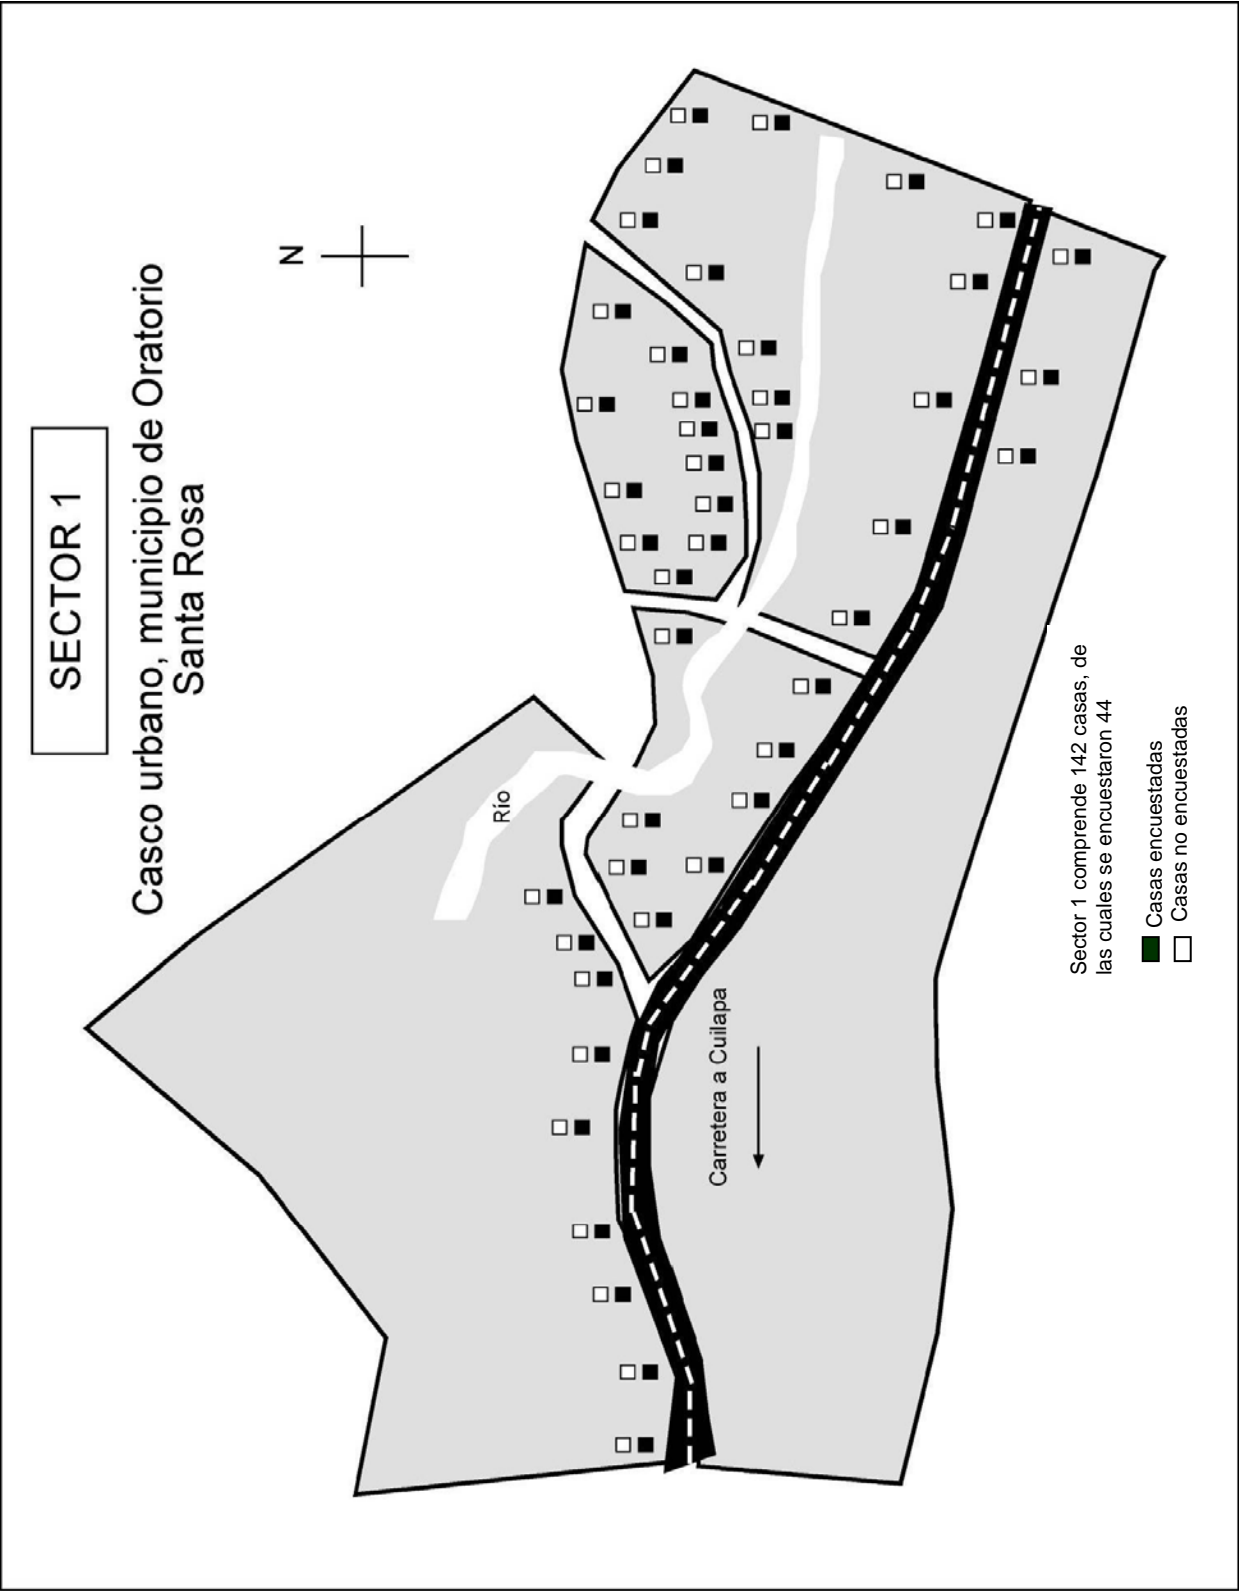 SECTOR 1
Casco urbano, municipio de Oratorio
Santa Rosa
N
Río
Carretera a Cuilapa
Sector 1 comprende 142 casas, de
las cuales se encuestaron 44
Casas encuestadas
Casas no encuestadas